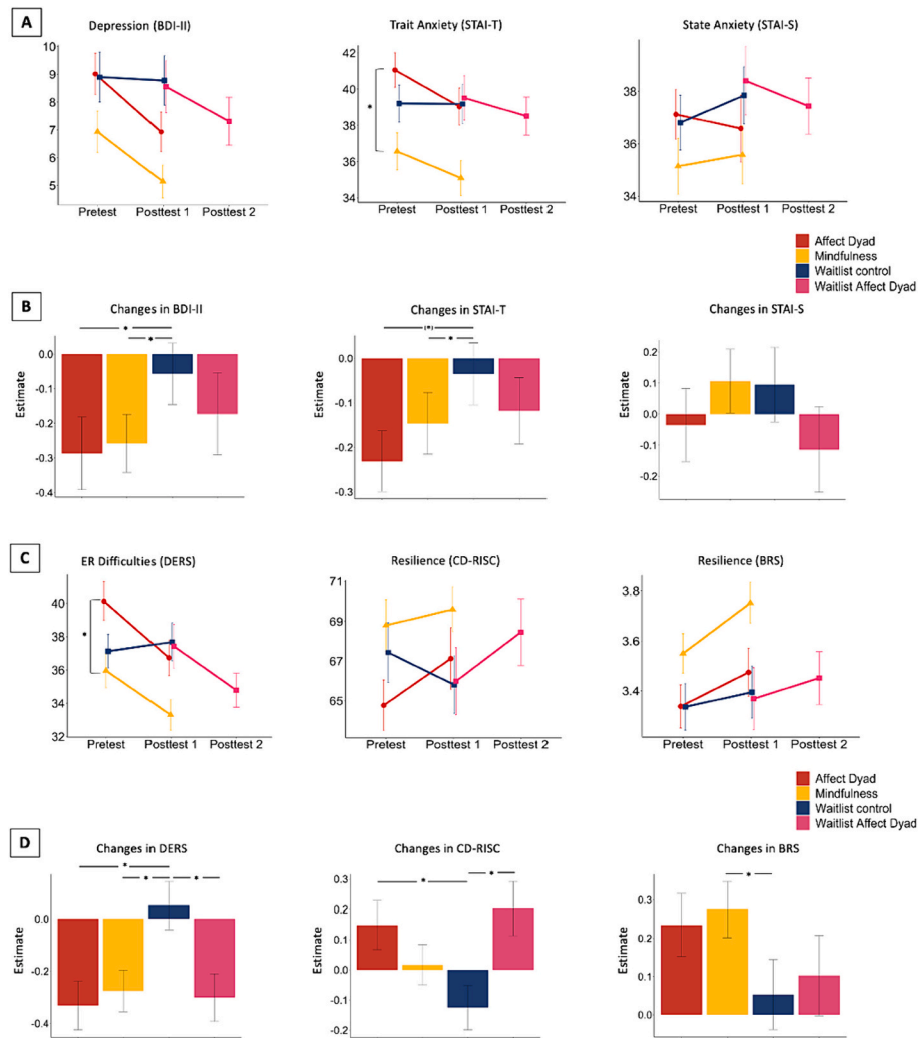 A
Depression (BDI-II)
Trait Anxiety (STAI-T)
State Anxiety (STAI-S)
10
9
8
7
6
5
Pretest
Posttest 1
Posttest 2
42
40
38
36
34
*
Pretest
Posttest 1
Posttest 2
38
36
34
Pretest
Posttest 1
Posttest 2
Affect Dyad
Mindfulness
Waitlist control
Waitlist Affect Dyad
B
Changes in BDI-II
Changes in STAI-T
Changes in STAI-S
Estimate
0.0
-0.1
-0.2
-0.3
-0.4
*
*
Estimate
0.0
-0.1
-0.2
-0.3
(*)
*
Estimate
0.2
0.1
0.0
-0.1
-0.2
C
ER Difficulties (DERS)
Resilience (CD-RISC)
Resilience (BRS)
40
38
36
34
32
*
Pretest
Posttest 1
Posttest 2
71
69
67
65
Pretest
Posttest 1
Posttest 2
3.8
3.6
3.4
Pretest
Posttest 1
Posttest 2
Affect Dyad
Mindfulness
Waitlist control
Waitlist Affect Dyad
D
Changes in DERS
Changes in CD-RISC
Changes in BRS
Estimate
0.0
-0.2
-0.4
*
*
*
Estimate
0.3
0.2
0.1
0.0
-0.1
-0.2
*
*
Estimate
0.3
0.2
0.1
0.0
*